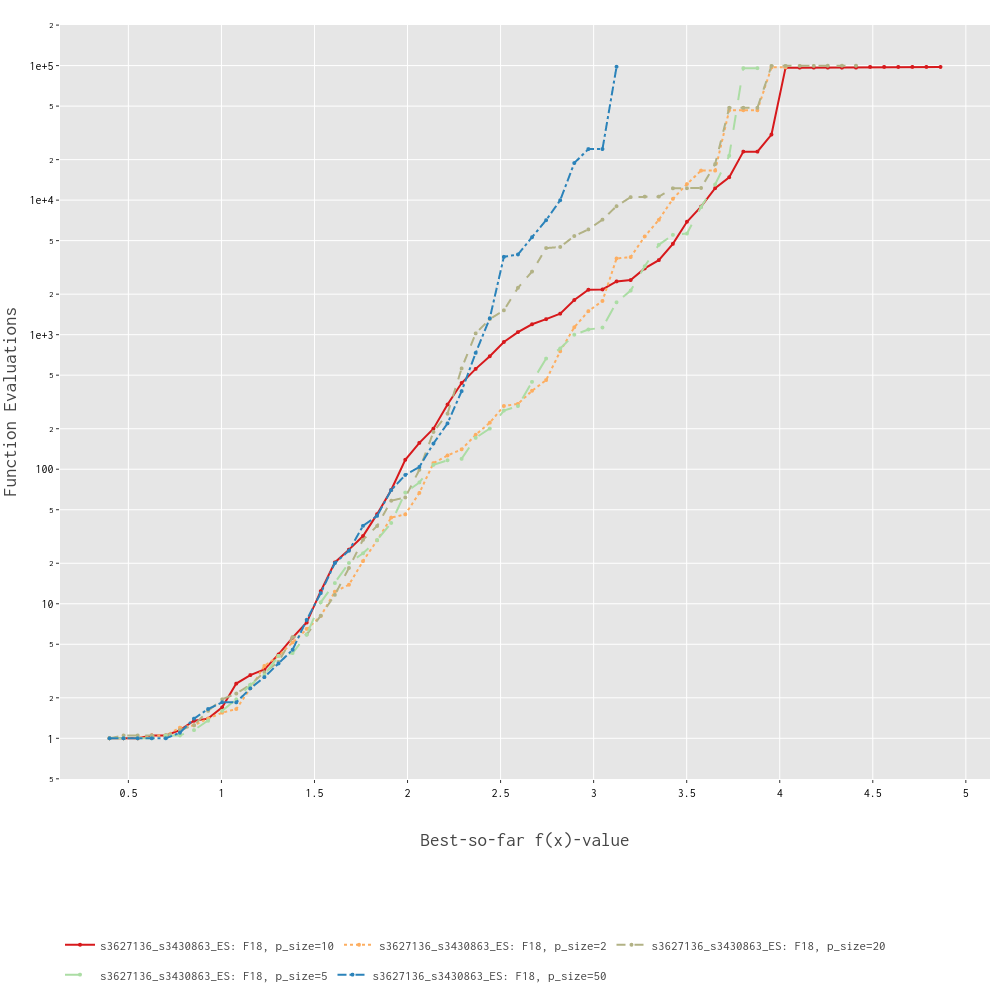 2
1e+5
5
2
1e+4
5
2
1e+3
5
2
100
5
2
10
5
2
1
5
Function Evaluations
0.5 1 1.5 2 2.5 3 3.5 4 4.5 5
Best-so-far f(x)-value
s3627136_s3430863_ES: F18, p_size=10 s3627136_s3430863_ES: F18, p_size=2 s3627136_s3430863_ES: F18, p_size=20
s3627136_s3430863_ES: F18, p_size=5 s3627136_s3430863_ES: F18, p_size=50